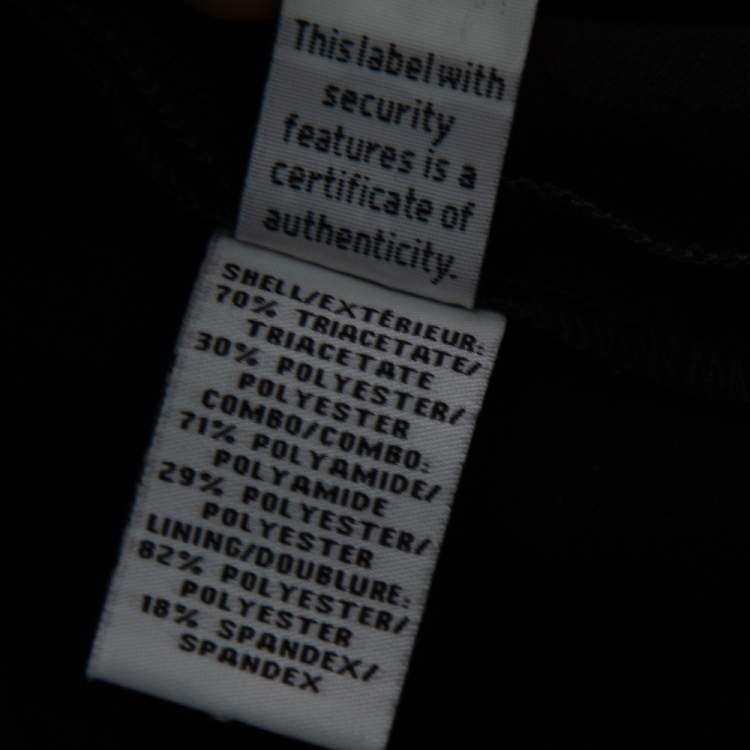 This label with
security
features is a
certificate of
authenticity.
SHELL/EXTÉRIEUR:
70% TRIACETATE/
TRIACETATE
30% POLYESTER/
POLYESTER
COMBO/COMBO:
71% POLYAMIDE/
POLYAMIDE
29% POLYESTER/
POLYESTER
LINING/DOUBLURE:
82% POLYESTER/
POLYESTER
18% SPANDEX/
SPANDEX